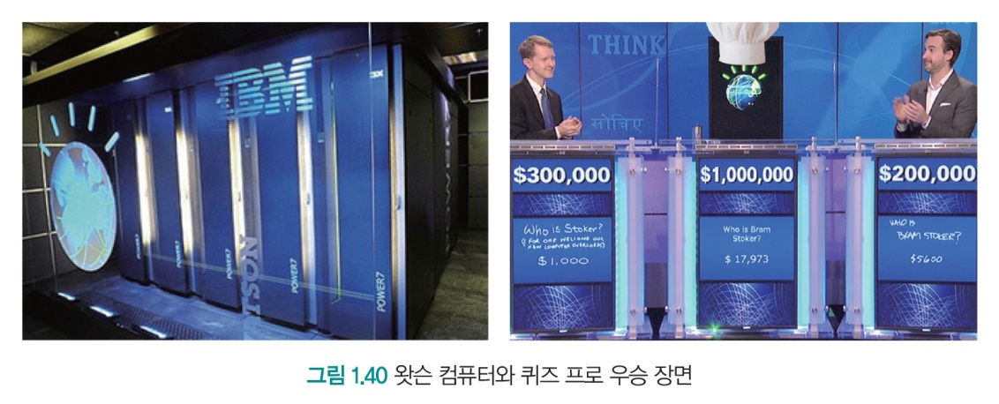 IBM
IBM
POWER7
POWER7
POWER7
POWER7
POWER7
THINK
सोचिए
$300,000
Who is Stoker?
(I FOR ONE WELCOME OUR
NEW COMPUTER OVERLORDS)
$1,000
$1,000,000
Who is Bram
Stoker?
$ 17,973
$200,000
WHO IS
BRAM STOKER?
$5600
그림 1.40 왓슨 컴퓨터와 퀴즈 프로 우승 장면